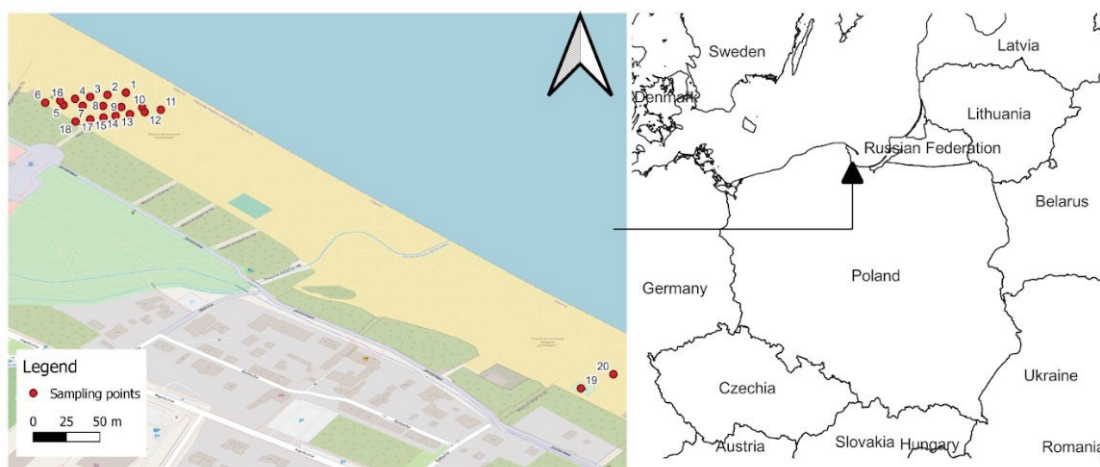 6
16
5
4
3
2
1
7
8
9
10
11
12
18
17
15
14
13
19
20
Legend
Sampling points
0 25 50 m
Sweden
Latvia
Denmark
Lithuania
Russian Federation
Belarus
Poland
Germany
Czechia
Ukraine
Austria
Slovakia
Hungary
Romania